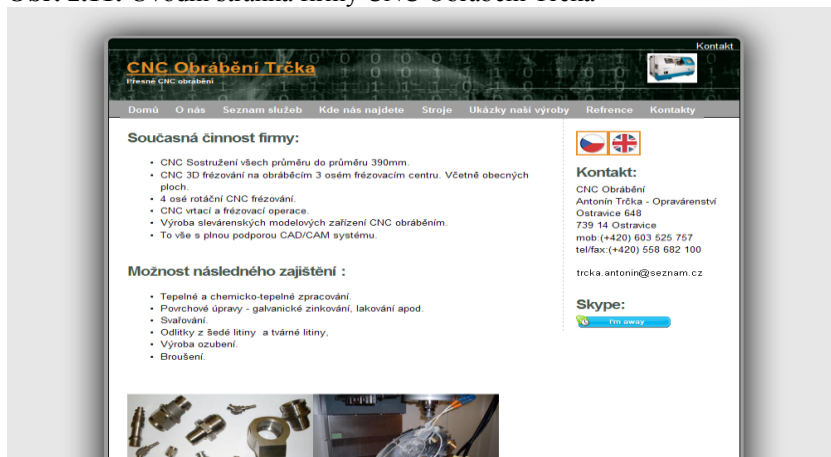 Obr. 2.11: Úvodní stránka firmy CNC Obrábění Trčka
Kontakt
CNC Obrábění Trčka
Přesné CNC obrábění
Domů O nás Seznam služeb Kde nás najdete Stroje Ukázky naši výroby Refrence Kontakty
Současná činnost firmy:
• CNC Sostružení všech průměru do průměru 390mm.
• CNC 3D frézování na obráběcím 3 osém frézovacím centru. Včetně obecných
ploch.
• 4 osé rotáční CNC frézování.
• CNC vrtací a frézovací operace.
• Výroba slevárenských modelových zařízení CNC obráběním.
• To vše s plnou podporou CAD/CAM systému.
Možnost následného zajištění :
• Tepelné a chemicko-tepelné zpracování.
• Povrchové úpravy - galvanické zinkování, lakování apod.
• Svařování.
• Odlitky z šedé litiny a tvárné litiny,
• Výroba ozubení.
• Broušení.
Kontakt:
CNC Obrábění
Antonín Trčka - Opravárenství
Ostravice 648
739 14 Ostravice
mob:(+420) 603 525 757
tel/fax:(+420) 558 682 100
trcka.antonin@seznam.cz
Skype:
I'm away